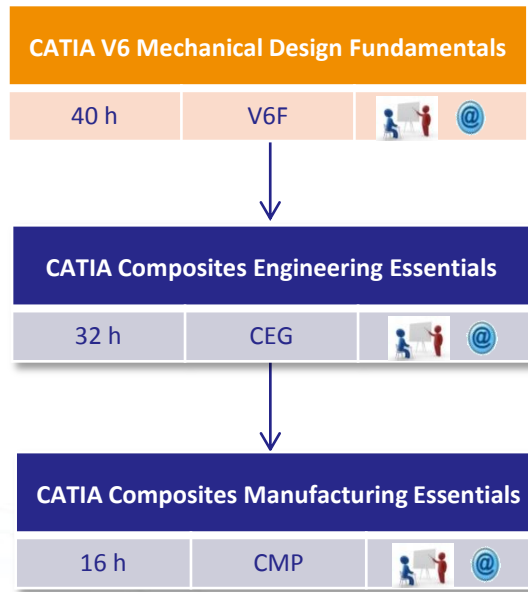 CATIA V6 Mechanical Design Fundamentals
40 h V6F @
CATIA Composites Engineering Essentials
32 h CEG @
CATIA Composites Manufacturing Essentials
16 h CMP @